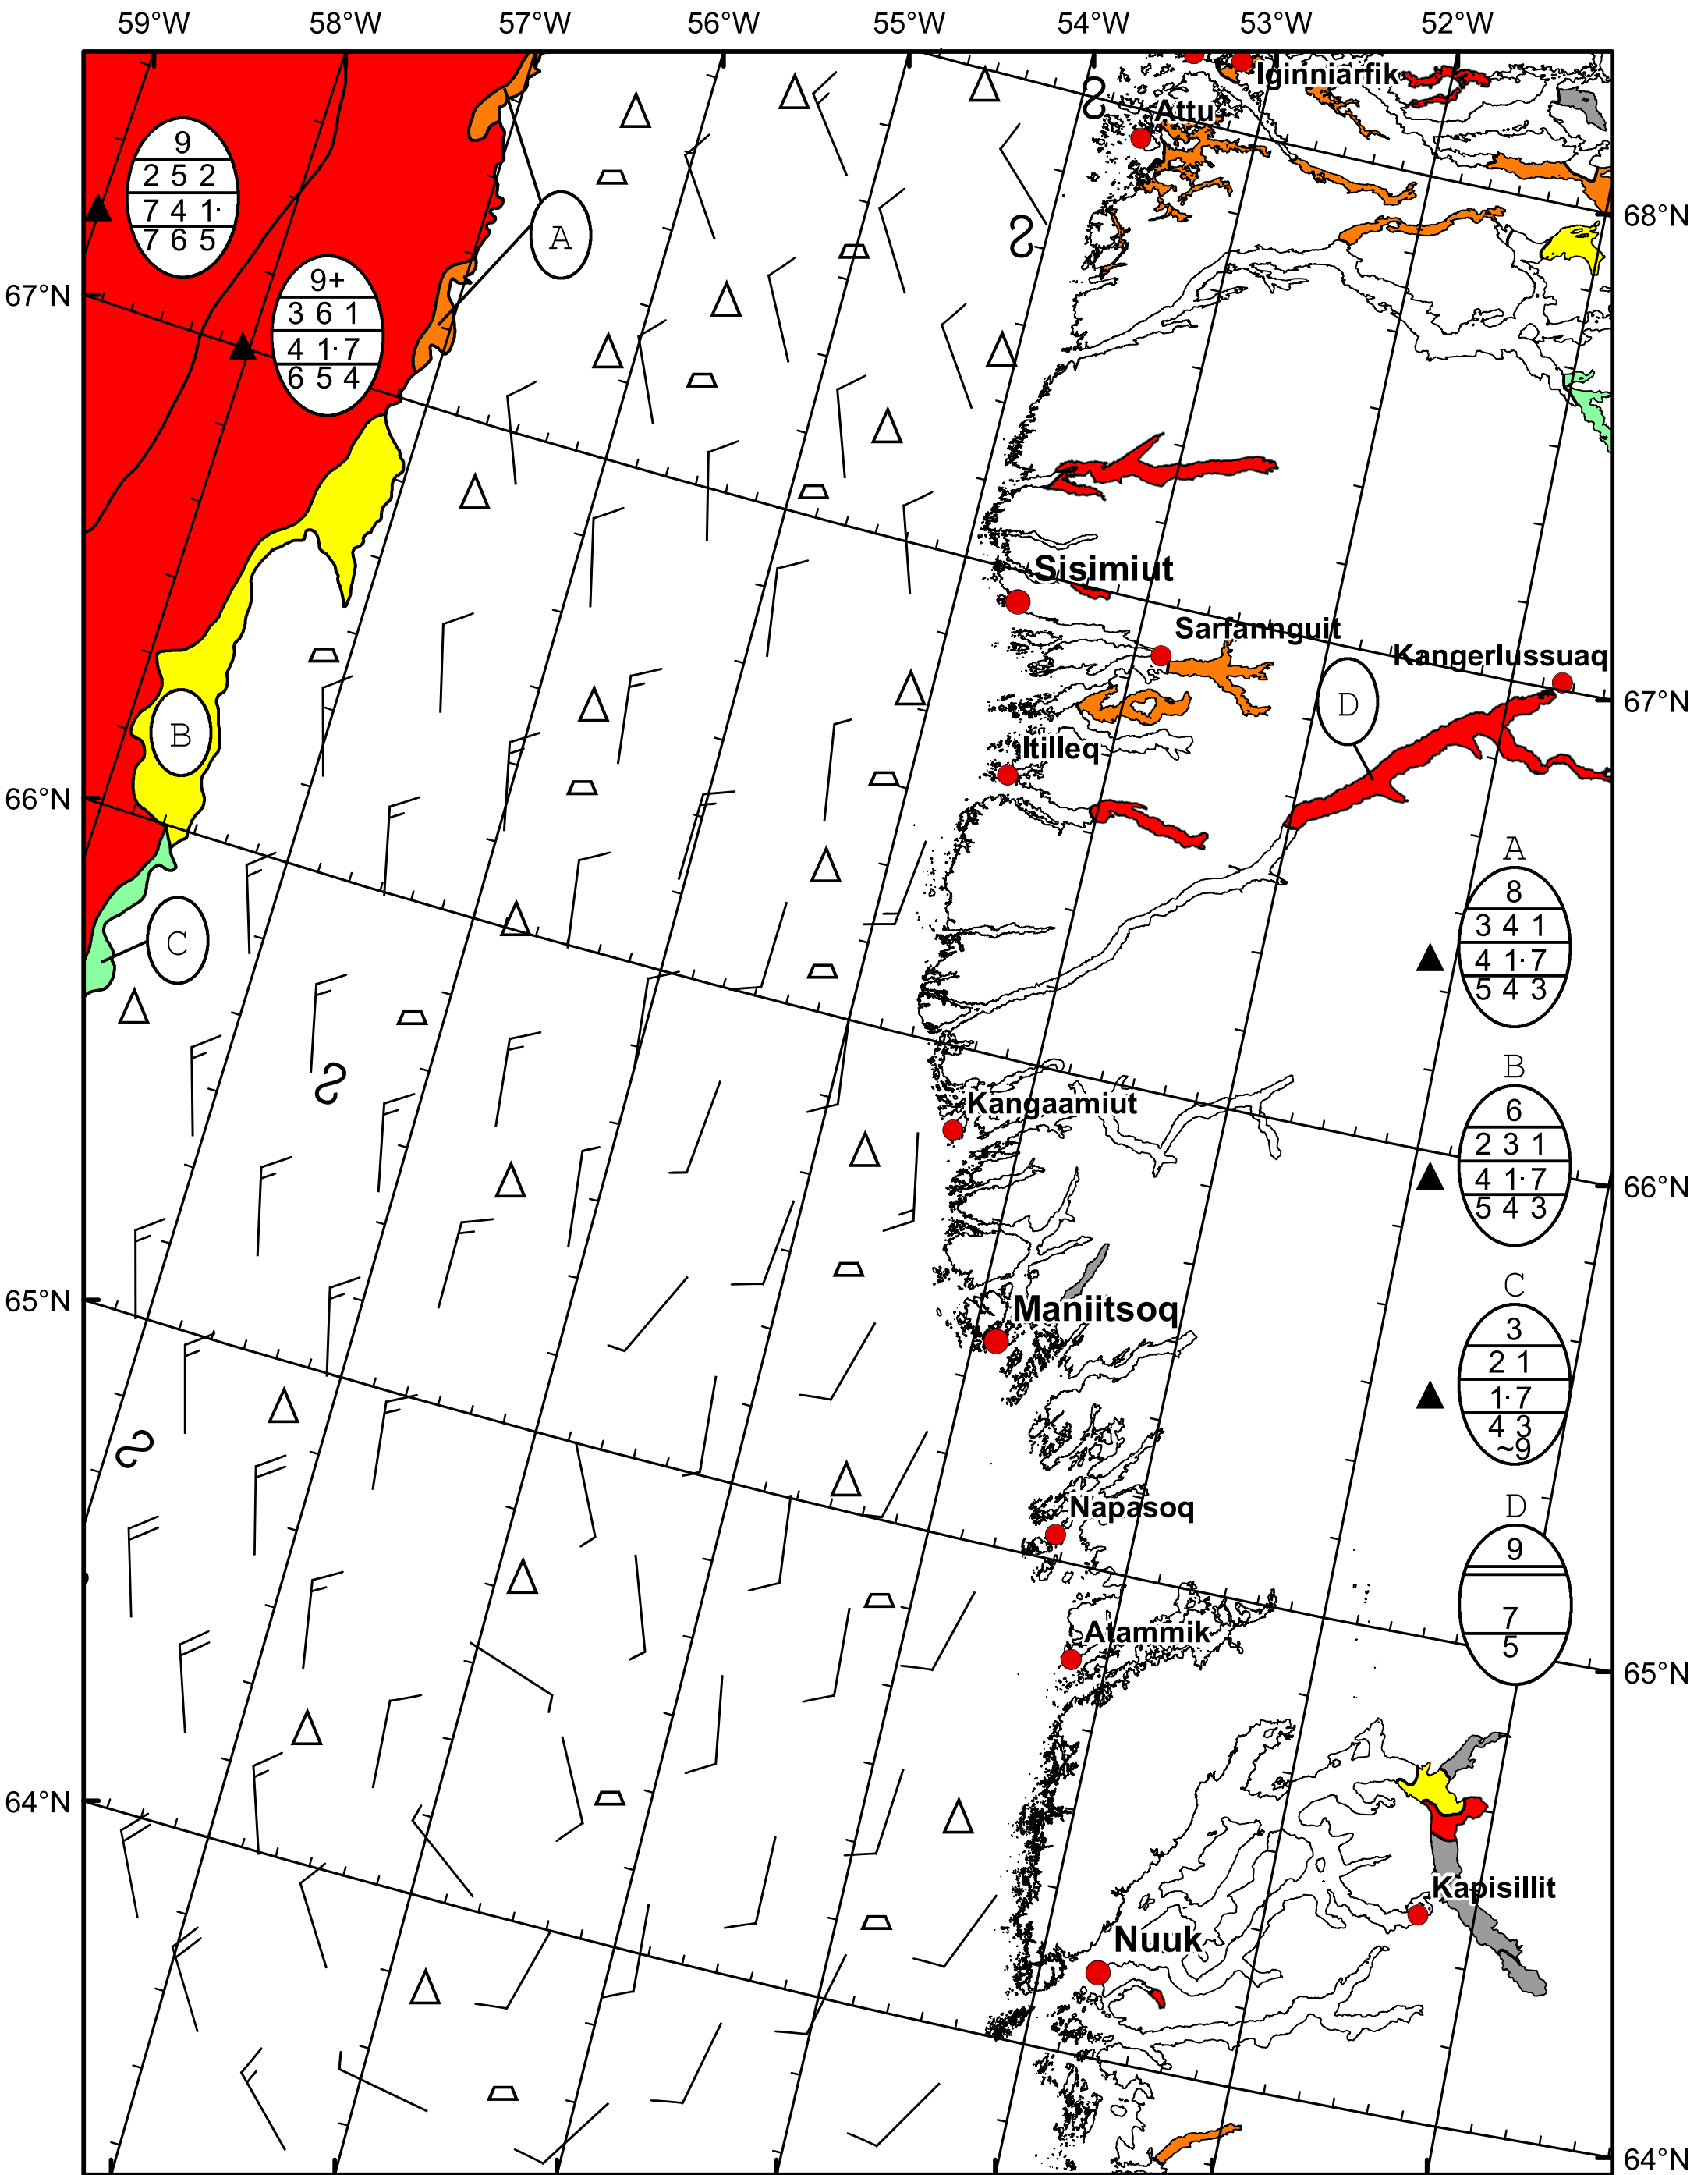 59°W 58°W 57°W 56°W 55°W 54°W 53°W 52°W
Iginniarfik
Attu
9
2 5 2
7 4 1·
7 6 5
68°N
A
67°N
9+
3 6 1
4 1·7
6 5 4
Sisimiut
Sarfannguit
Kangerlussuaq
67°N
D
B
Itilleq
66°N
A
8
3 4 1
4 1·7
5 4 3
C
B
6
2 3 1
4 1·7
5 4 3
Kangaamiut
66°N
65°N
Maniitsoq
C
3
2 1
1·7
4 3
~9
Napasoq
D
9
7
5
Atammik
65°N
64°N
Kapisillit
Nuuk
64°N